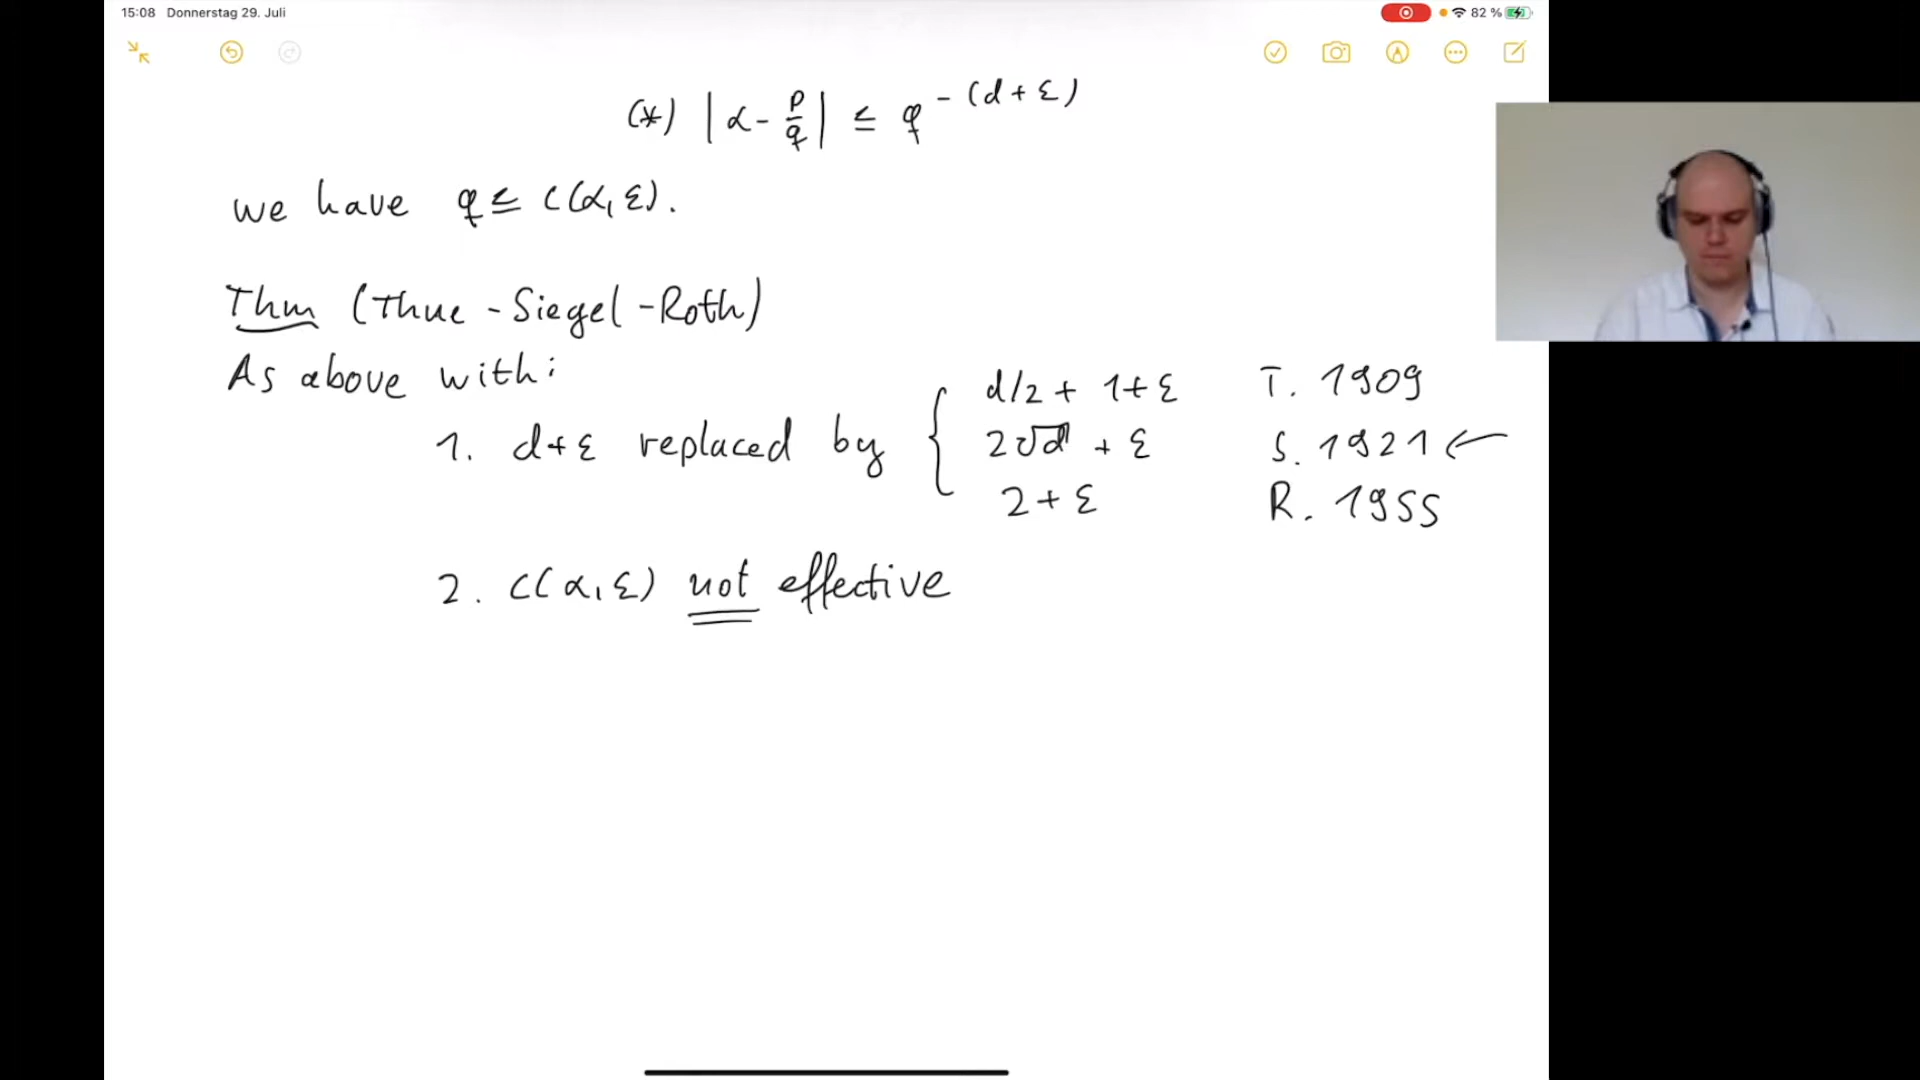 15:08 Donnerstag 29. Juli
82 %
(*) |α - p/q| ≤ q^-(d+ε)
we have q ≤ C(α, ε).
Thm (Thue-Siegel-Roth)
As above with:
1. d+ε replaced by { d/2 + 1+ε T. 1909
2√d + ε S. 1921 ←
2+ε R. 1955
2. C(α, ε) not effective